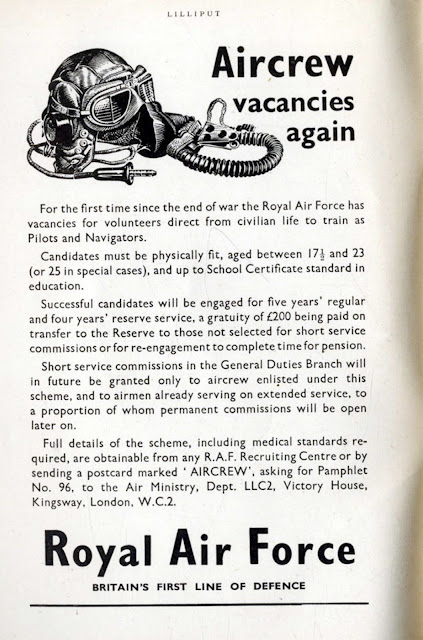 LILLIPUT
Aircrew
vacancies
again
For the first time since the end of war the Royal Air Force has
vacancies for volunteers direct from civilian life to train as
Pilots and Navigators.
Candidates must be physically fit, aged between 17½ and 23
(or 25 in special cases), and up to School Certificate standard in
education.
Successful candidates will be engaged for five years' regular
and four years' reserve service, a gratuity of £200 being paid on
transfer to the Reserve to those not selected for short service
commissions or for re-engagement to complete time for pension.
Short service commissions in the General Duties Branch will
in future be granted only to aircrew enlisted under this
scheme, and to airmen already serving on extended service, to
a proportion of whom permanent commissions will be open
later on.
Full details of the scheme, including medical standards re-
quired, are obtainable from any R.A.F. Recruiting Centre or by
sending a postcard marked ' AIRCREW', asking for Pamphlet
No. 96, to the Air Ministry, Dept. LLC2, Victory House,
Kingsway, London, W.C.2.
Royal Air Force
BRITAIN'S FIRST LINE OF DEFENCE